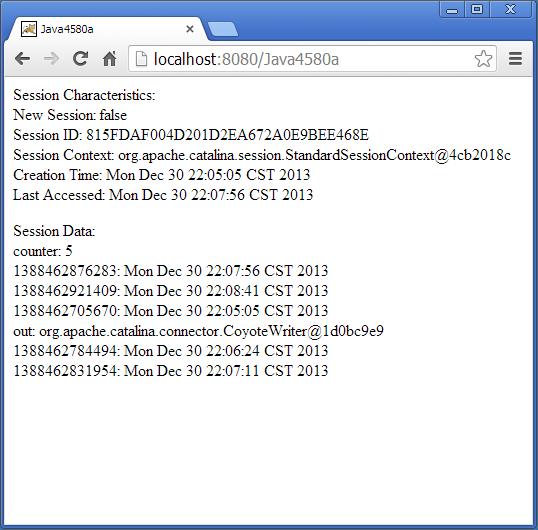 Java4580a
localhost:8080/Java4580a
Session Characteristics:
New Session: false
Session ID: 815FDAF004D201D2EA672A0E9BEE468E
Session Context: org.apache.catalina.session.StandardSessionContext@4cb2018c
Creation Time: Mon Dec 30 22:05:05 CST 2013
Last Accessed: Mon Dec 30 22:07:56 CST 2013
Session Data:
counter: 5
1388462876283: Mon Dec 30 22:07:56 CST 2013
1388462921409: Mon Dec 30 22:08:41 CST 2013
1388462705670: Mon Dec 30 22:05:05 CST 2013
out: org.apache.catalina.connector.CoyoteWriter@1d0bc9e9
1388462784494: Mon Dec 30 22:06:24 CST 2013
1388462831954: Mon Dec 30 22:07:11 CST 2013